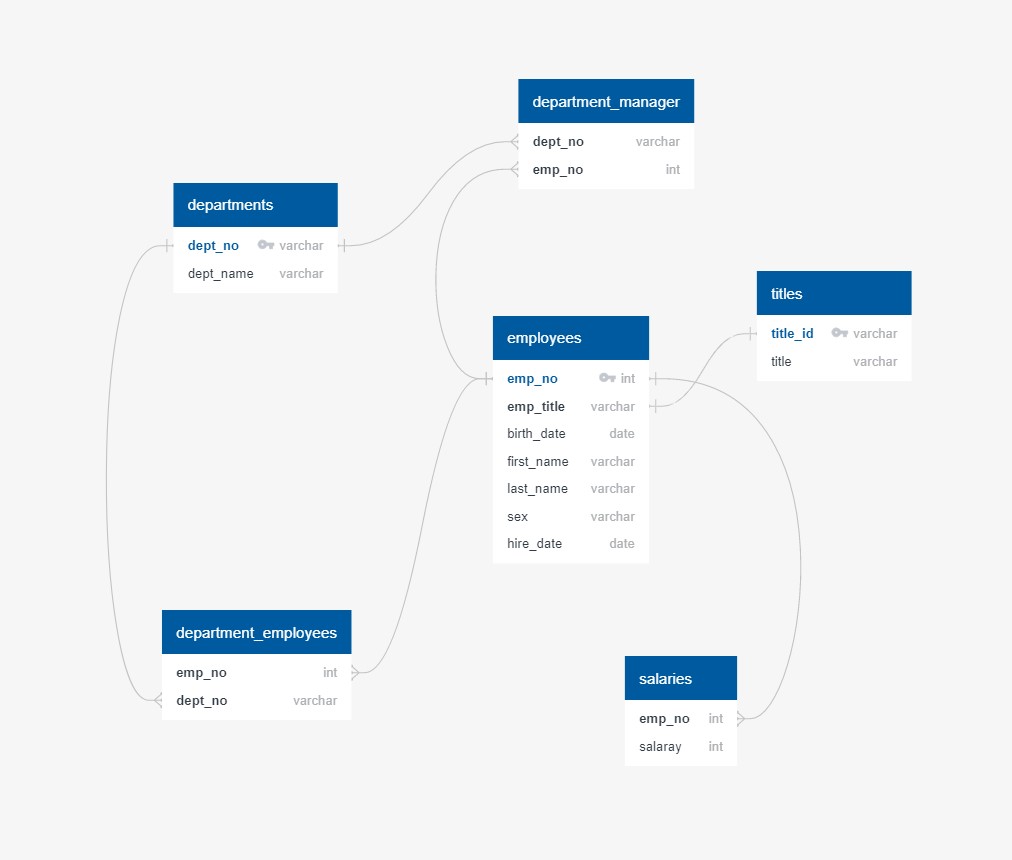 department_manager
dept_no varchar
emp_no int
departments
dept_no varchar
dept_name varchar
titles
title_id varchar
title varchar
employees
emp_no int
emp_title varchar
birth_date date
first_name varchar
last_name varchar
sex varchar
hire_date date
department_employees
emp_no int
dept_no varchar
salaries
emp_no int
salaray int